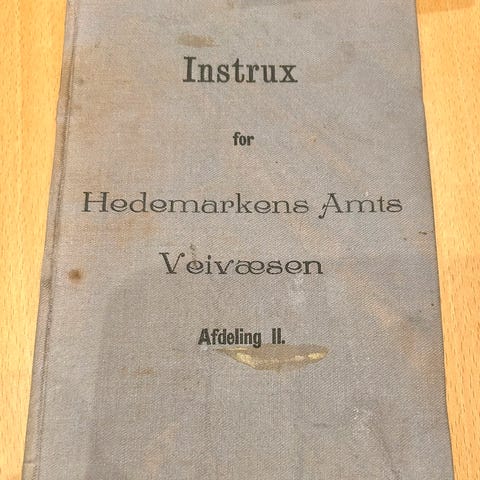 Instrux
for
Hedemarkens Amts
Veivæsen
Afdeling II.